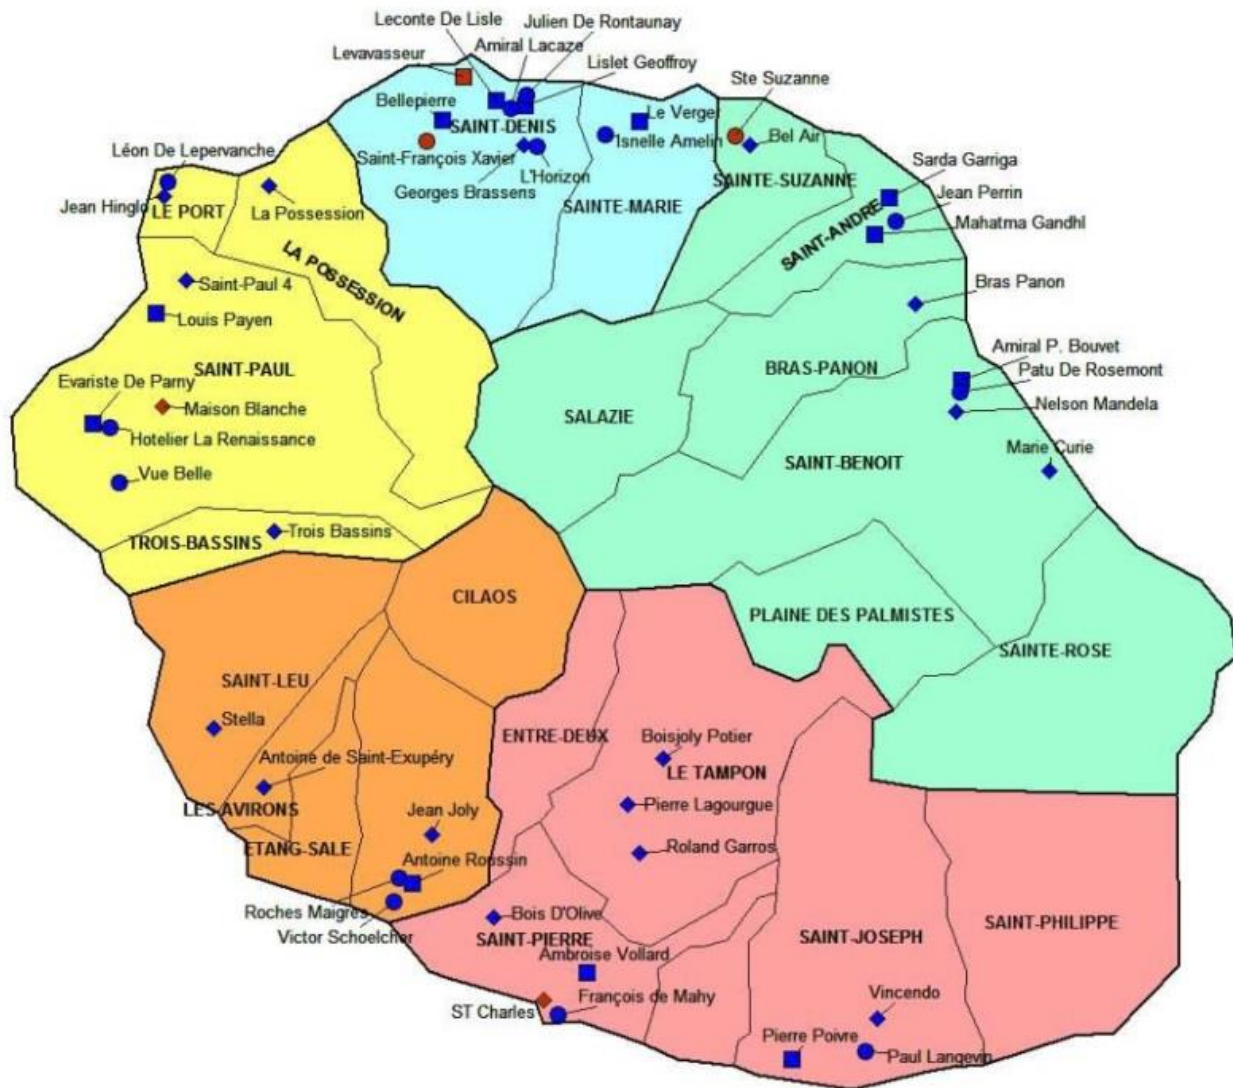 Leconte De Lisle
Julien De Rontaunay
Amiral Lacaze
Levavasseur
Lislet Geoffroy
Bellepierre
SAINT-DENIS
Le Verger
Ste Suzanne
Isnelle Amelin
Bel Air
Saint-François Xavier
L'Horizon
Georges Brassens
SAINTE-MARIE
SAINTE-SUZANNE
Sarda Garriga
Jean Perrin
Mahatma GandhI
SAINT-ANDRE
Léon De Lepervanche
Jean Hinglo
LE PORT
La Possession
LA POSSESSION
Saint-Paul 4
Louis Payen
Bras Panon
SAINT-PAUL
BRAS-PANON
Amiral P. Bouvet
Patu De Rosemont
Nelson Mandela
Evariste De Parny
Maison Blanche
Hotelier La Renaissance
SALAZIE
Marie Curie
SAINT-BENOIT
Vue Belle
Trois Bassins
TROIS-BASSINS
CILAOS
PLAINE DES PALMISTES
SAINTE-ROSE
SAINT-LEU
Stella
ENTRE-DEUX
Boisjoly Potier
LE TAMPON
Antoine de Saint-Exupéry
LES-AVIRONS
Jean Joly
Pierre Lagourgue
ETANG-SALE
Antoine Roussin
Roland Garros
Roches Maigres
Victor Schoelcher
Bois D'Olive
SAINT-PIERRE
SAINT-JOSEPH
SAINT-PHILIPPE
Ambroise Vollard
François de Mahy
ST Charles
Vincendo
Pierre Poivre
Paul Langevin